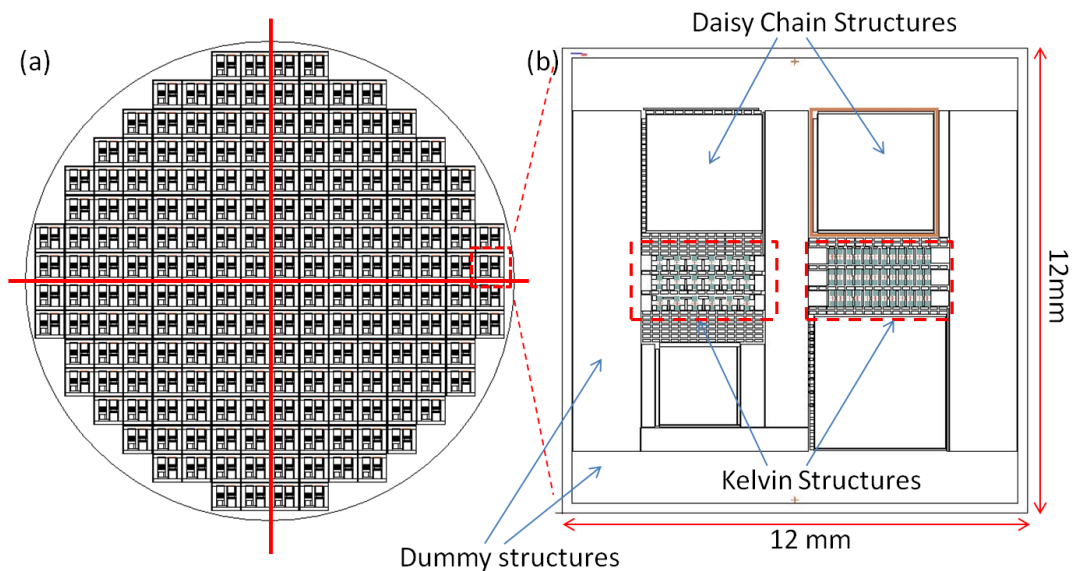 Daisy Chain Structures
(a)
(b)
12mm
Kelvin Structures
12 mm
Dummy structures